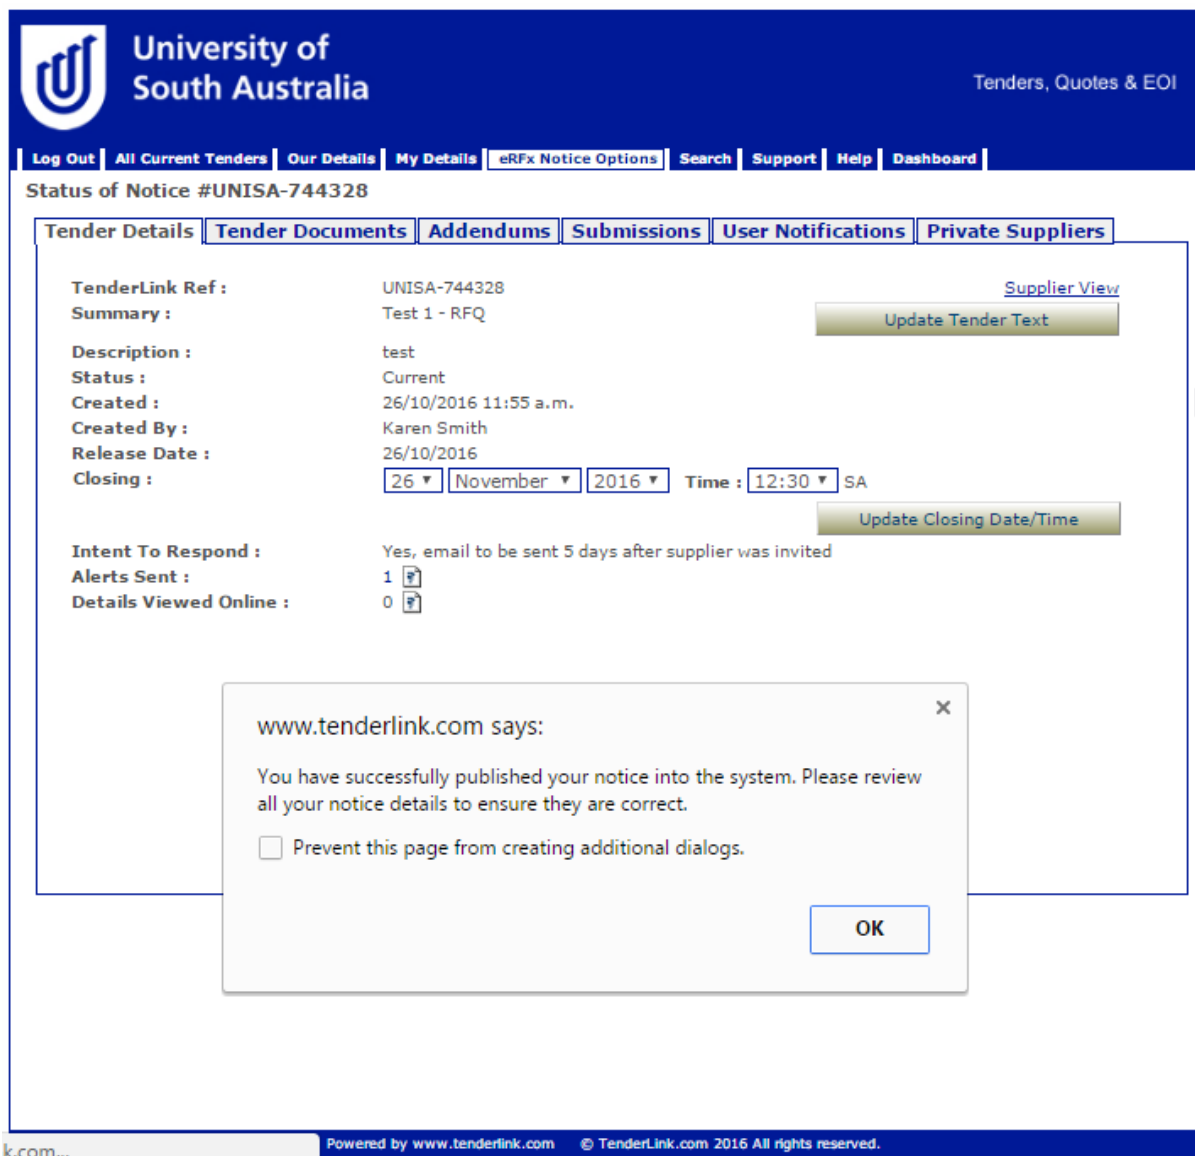 University of
South Australia
Tenders, Quotes & EOI
Log Out All Current Tenders Our Details My Details eRFx Notice Options Search Support Help Dashboard
Status of Notice #UNISA-744328
Tender Details Tender Documents Addendums Submissions User Notifications Private Suppliers
TenderLink Ref : UNISA-744328 Supplier View
Summary : Test 1 - RFQ
Update Tender Text
Description : test
Status : Current
Created : 26/10/2016 11:55 a.m.
Created By : Karen Smith
Release Date : 26/10/2016
Closing : 26 November 2016 Time : 12:30 SA
Update Closing Date/Time
Intent To Respond : Yes, email to be sent 5 days after supplier was invited
Alerts Sent : 1
Details Viewed Online : 0
www.tenderlink.com says:
You have successfully published your notice into the system. Please review
all your notice details to ensure they are correct.
Prevent this page from creating additional dialogs.
OK
Powered by www.tenderlink.com © TenderLink.com 2016 All rights reserved.
k.com...